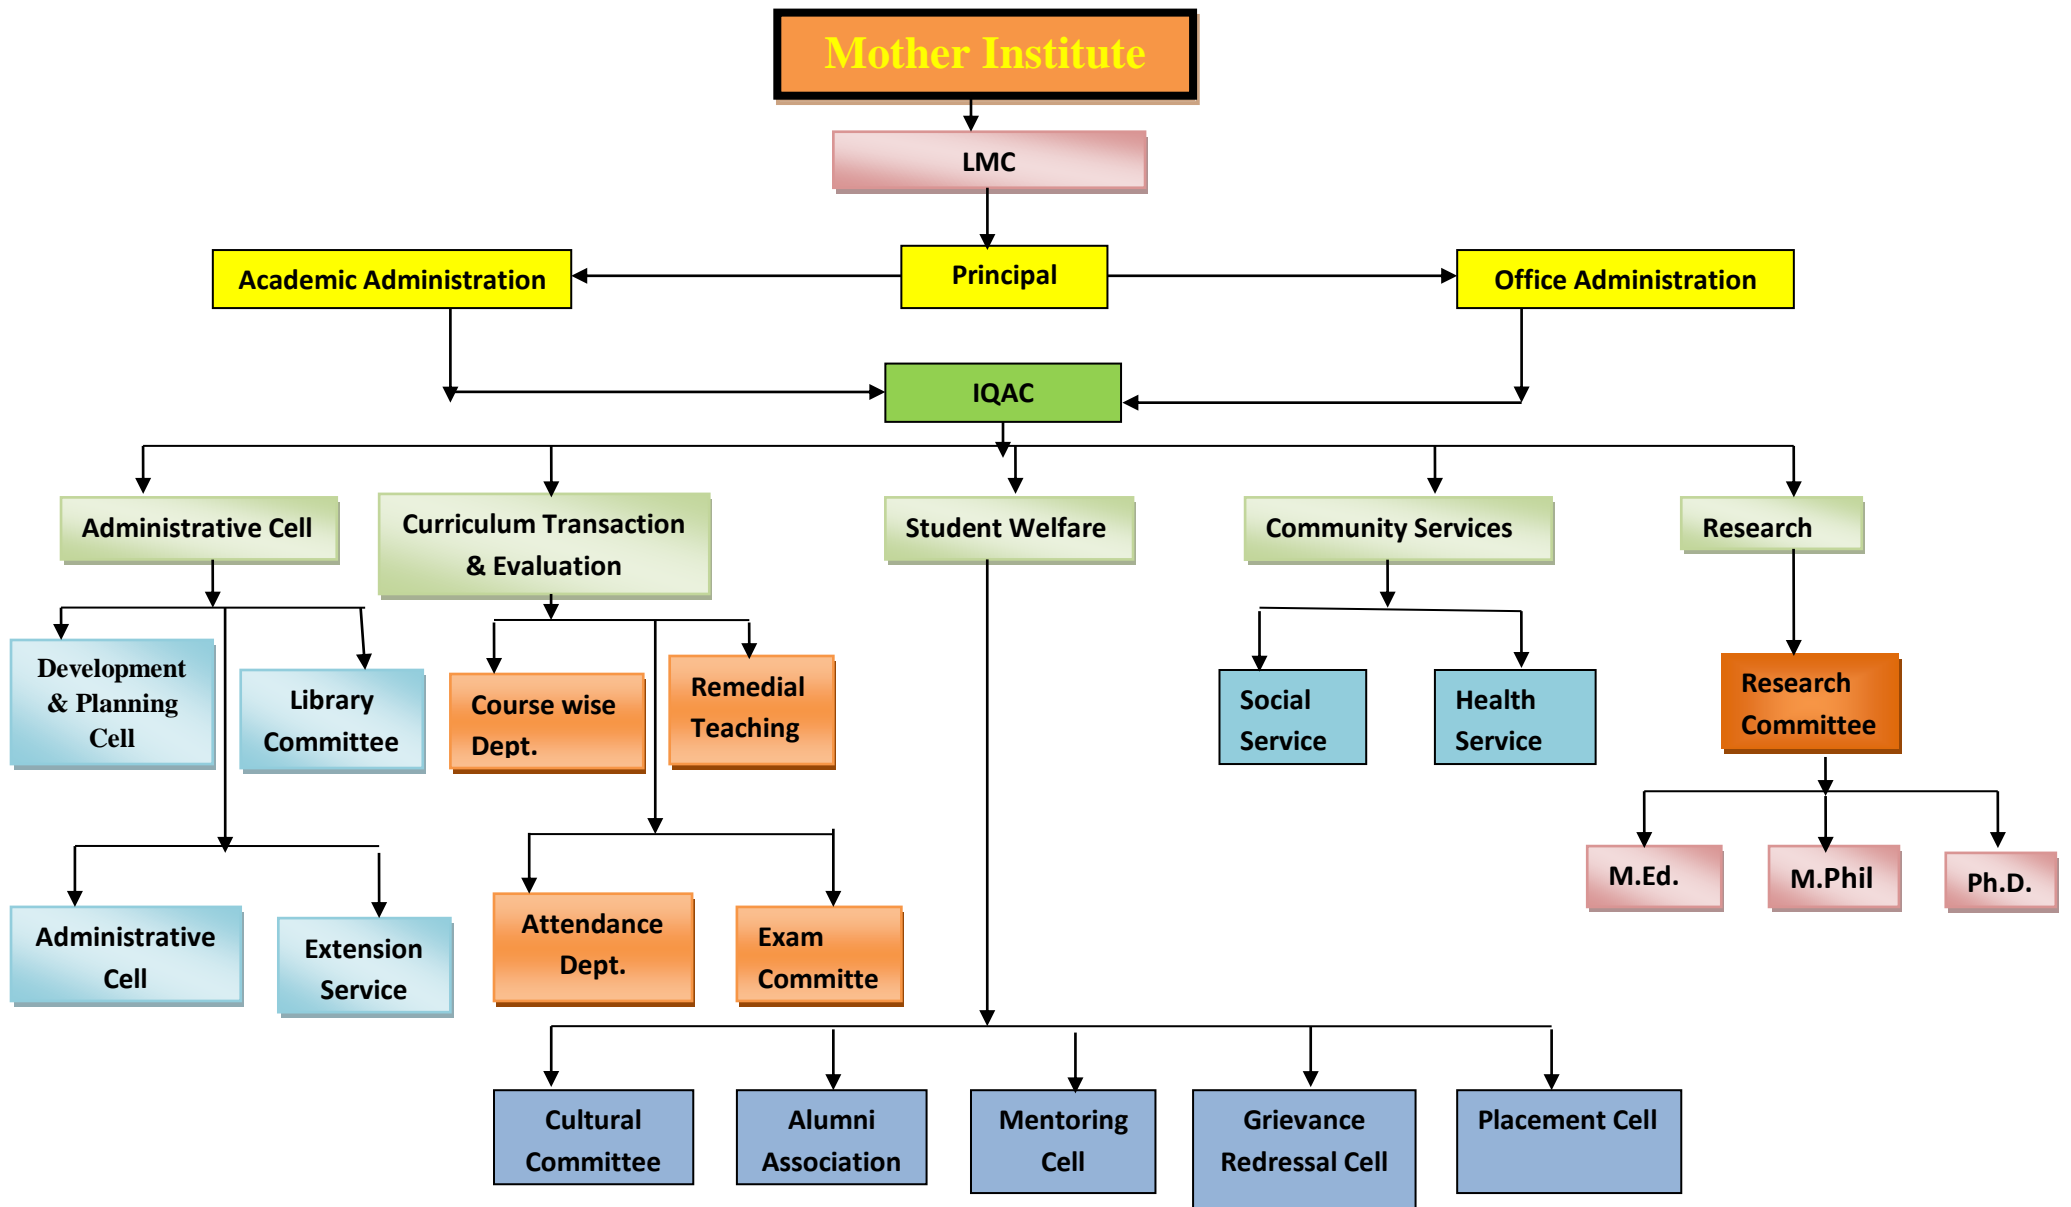 Mother Institute
LMC
Academic Administration
Principal
Office Administration
IQAC
Administrative Cell
Curriculum Transaction
& Evaluation
Student Welfare
Community Services
Research
Development
& Planning
Cell
Library
Committee
Course wise
Dept.
Remedial
Teaching
Social
Service
Health
Service
Research
Committee
M.Ed.
M.Phil
Ph.D.
Administrative
Cell
Extension
Service
Attendance
Dept.
Exam
Committe
Cultural
Committee
Alumni
Association
Mentoring
Cell
Grievance
Redressal Cell
Placement Cell